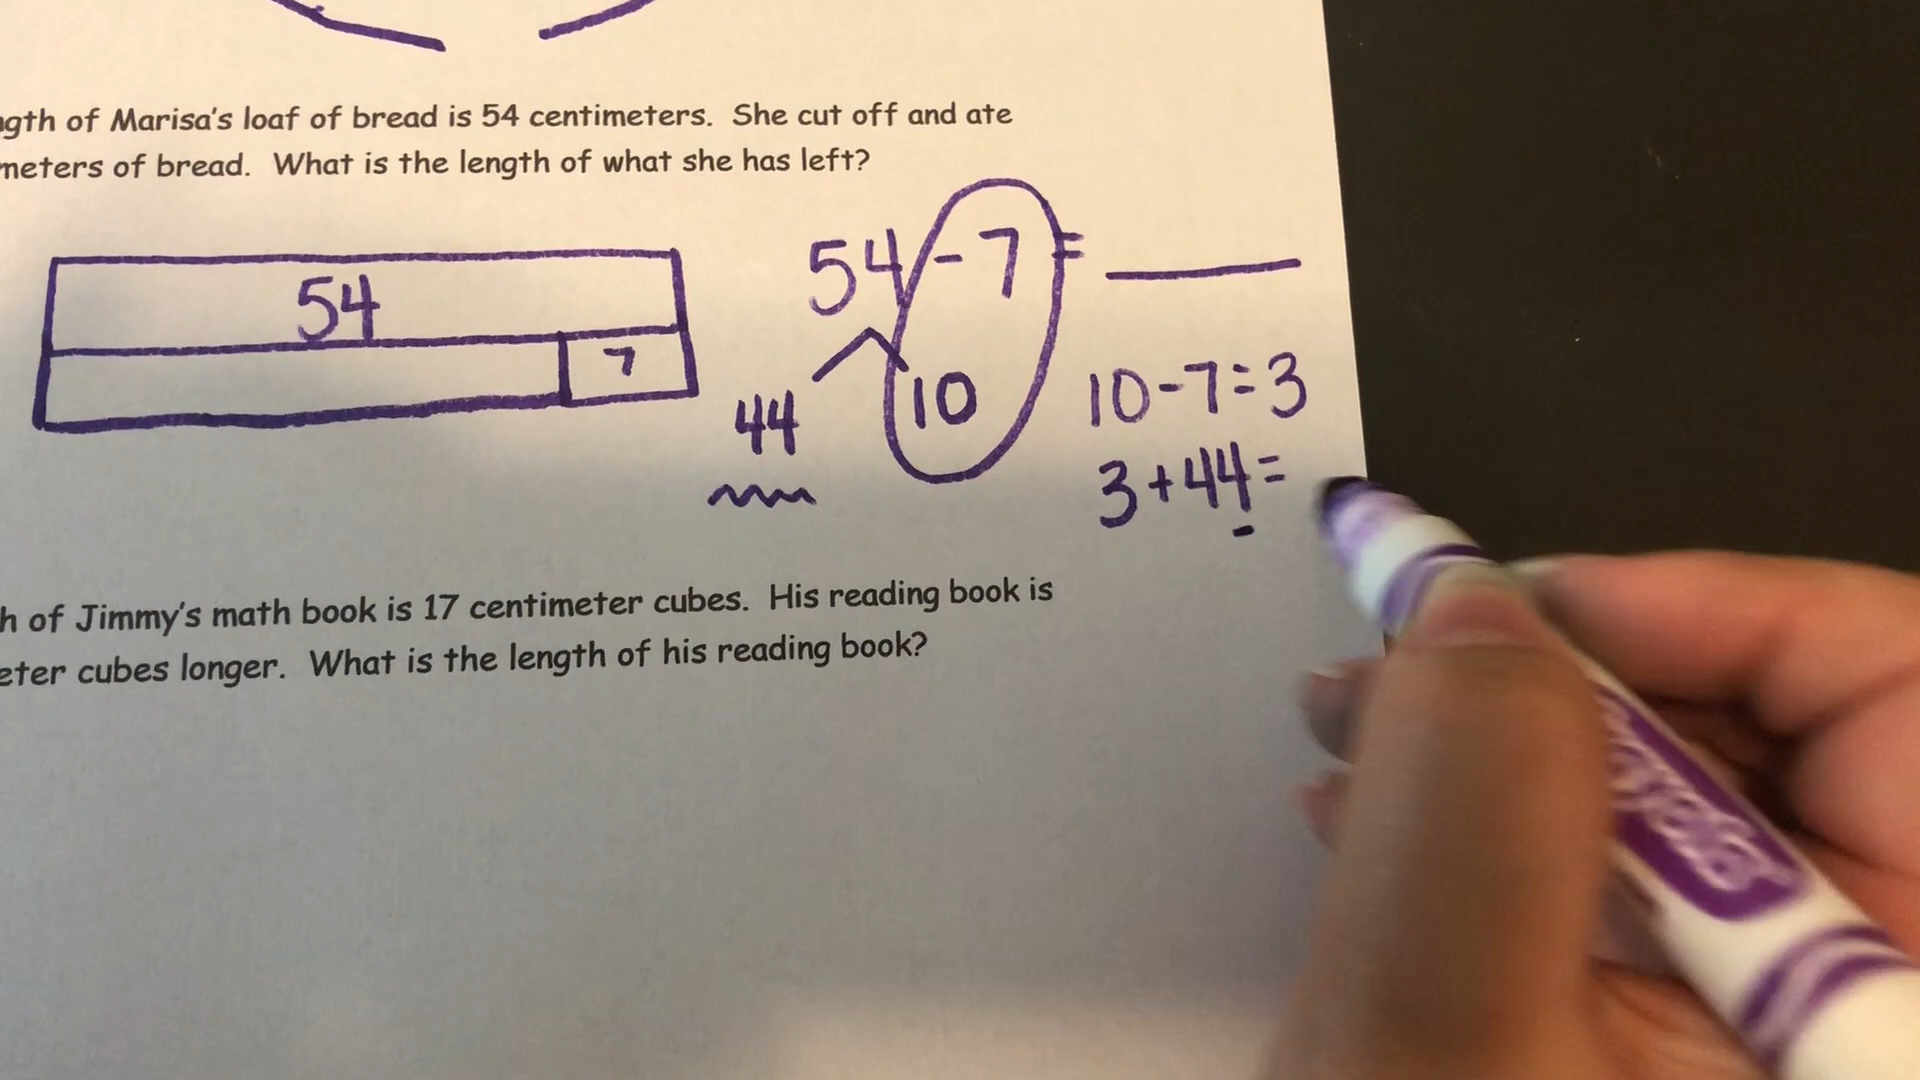 gth of Marisa's loaf of bread is 54 centimeters. She cut off and ate
meters of bread. What is the length of what she has left?
54
7
54 - 7 =
44 10
10-7=3
3+44=
h of Jimmy's math book is 17 centimeter cubes. His reading book is
eter cubes longer. What is the length of his reading book?